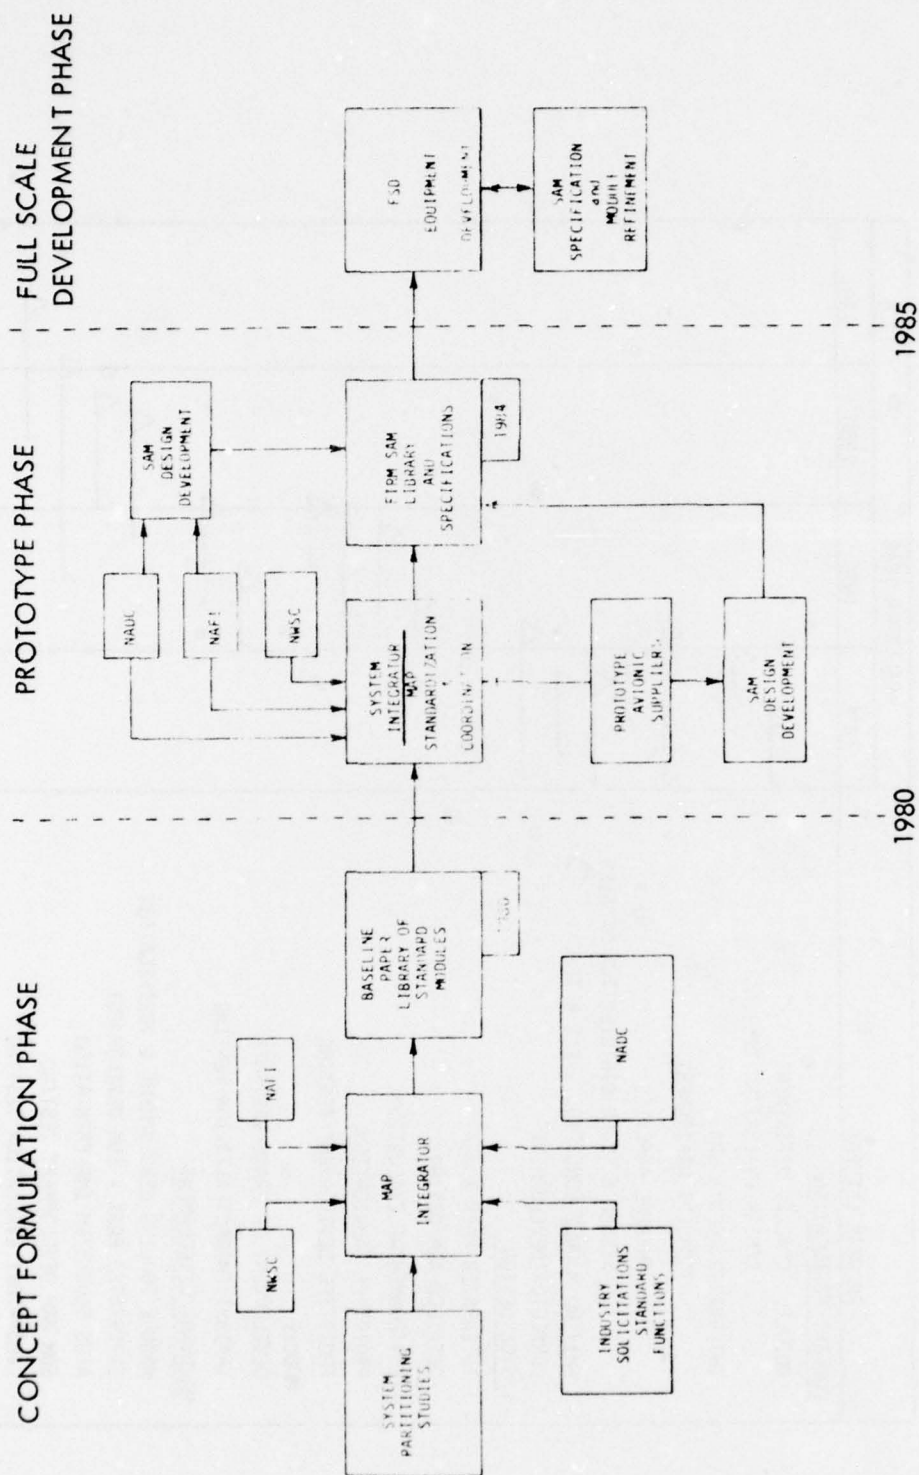 CONCEPT FORMULATION PHASE
PROTOTYPE PHASE
FULL SCALE
DEVELOPMENT PHASE
SYSTEM
PARTITIONING
STUDIES
NWSC
NAFI
MAP
INTEGRATOR
INDUSTRY
SOLICITATIONS
STANDARD
FUNCTIONS
NADC
BASELINE
PAPER
LIBRARY OF
STANDARD
MODULES
1980
NADC
NAFI
NWSC
SYSTEM
INTEGRATOR
MAP
STANDARDIZATION
COORDINATION
PROTOTYPE
AVIONIC
SUPPLIERS
SAM
DESIGN
DEVELOPMENT
SAM
DESIGN
DEVELOPMENT
FIRM SAM
LIBRARY
AND
SPECIFICATIONS
1984
1985
FSD
EQUIPMENT
DEVELOPMENT
SAM
SPECIFICATION
and
MODULE
REFINEMENT